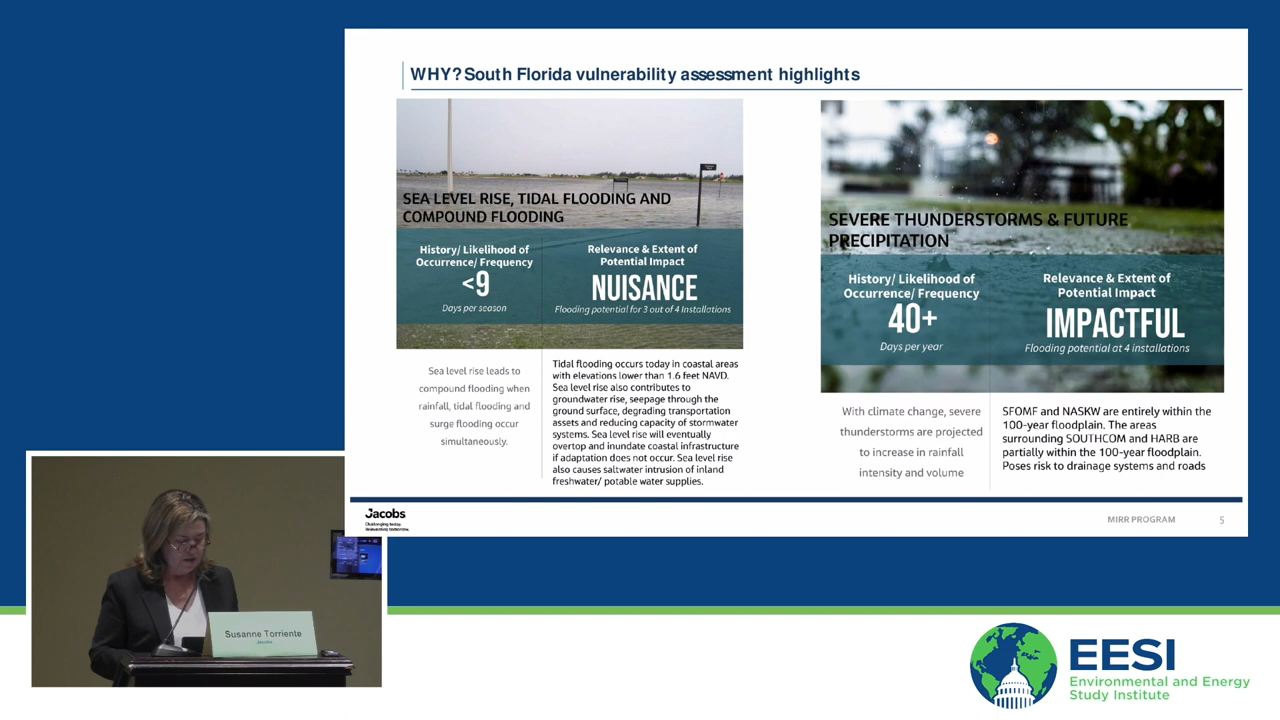 WHY? South Florida vulnerability assessment highlights
SEA LEVEL RISE, TIDAL FLOODING AND
COMPOUND FLOODING
History/ Likelihood of
Occurrence/ Frequency
<9
Days per season
Relevance & Extent of
Potential Impact
NUISANCE
Flooding potential for 3 out of 4 Installations
Sea level rise leads to
compound flooding when
rainfall, tidal flooding and
surge flooding occur
simultaneously.
Tidal flooding occurs today in coastal areas
with elevations lower than 1.6 feet NAVD.
Sea level rise also contributes to
groundwater rise, seepage through the
ground surface, degrading transportation
assets and reducing capacity of stormwater
systems. Sea level rise will eventually
overtop and inundate coastal infrastructure
if adaptation does not occur. Sea level rise
also causes saltwater intrusion of inland
freshwater/ potable water supplies.
SEVERE THUNDERSTORMS & FUTURE
PRECIPITATION
History/ Likelihood of
Occurrence/ Frequency
40+
Days per year
Relevance & Extent of
Potential Impact
IMPACTFUL
Flooding potential at 4 installations
With climate change, severe
thunderstorms are projected
to increase in rainfall
intensity and volume
SFOMF and NASKW are entirely within the
100-year floodplain. The areas
surrounding SOUTHCOM and HARB are
partially within the 100-year floodplain.
Poses risk to drainage systems and roads
Jacobs
Challenging today.
Reinventing tomorrow.
MIRR PROGRAM
5
Susanne Torriente
Jacobs
EESI
Environmental and Energy
Study Institute